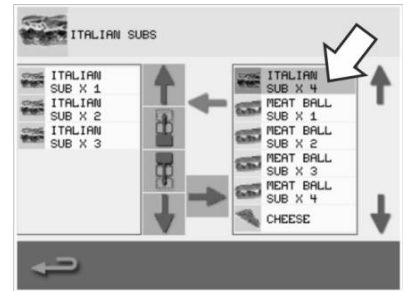 ITALIAN SUBS
ITALIAN
SUB X 1
ITALIAN
SUB X 2
ITALIAN
SUB X 3
ITALIAN
SUB X 4
MEAT BALL
SUB X 1
MEAT BALL
SUB X 2
MEAT BALL
SUB X 3
MEAT BALL
SUB X 4
CHEESE